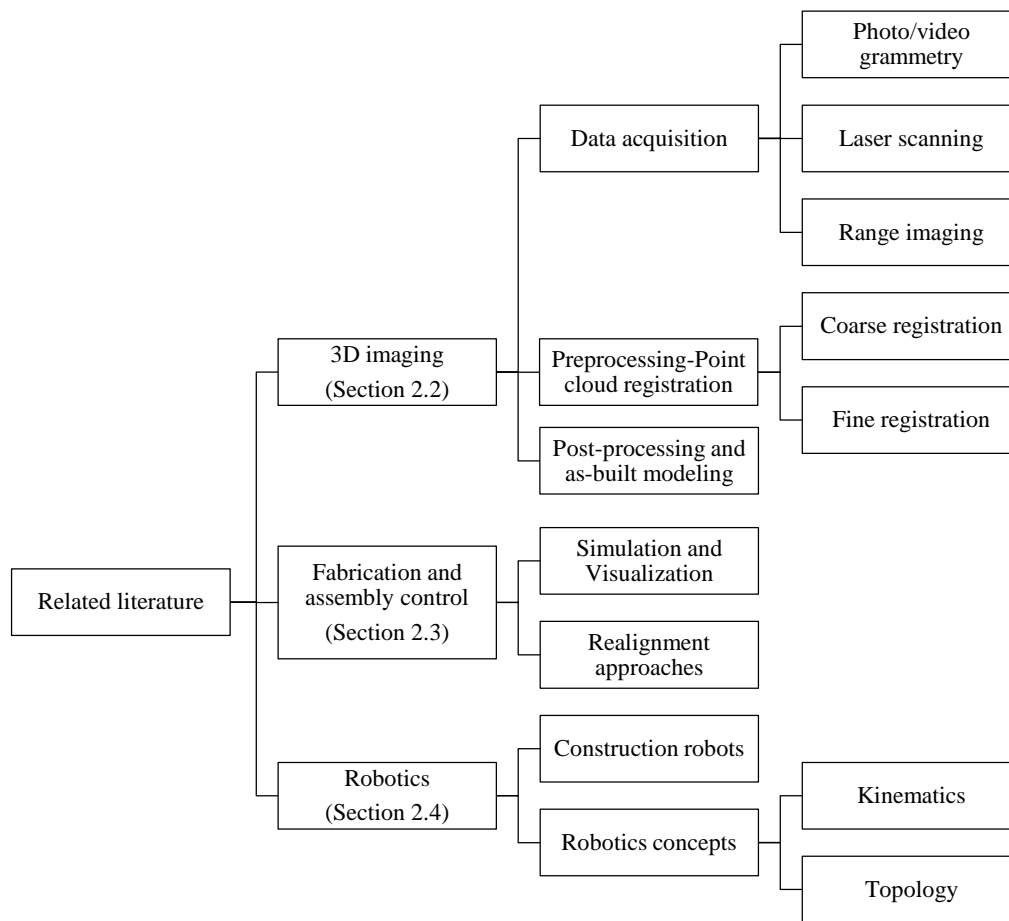 Photo/video
grammetry
Data acquisition
Laser scanning
Range imaging
Coarse registration
3D imaging
(Section 2.2)
Preprocessing-Point
cloud registration
Fine registration
Post-processing and
as-built modeling
Related literature
Fabrication and
assembly control
(Section 2.3)
Simulation and
Visualization
Realignment
approaches
Robotics
(Section 2.4)
Construction robots
Robotics concepts
Kinematics
Topology